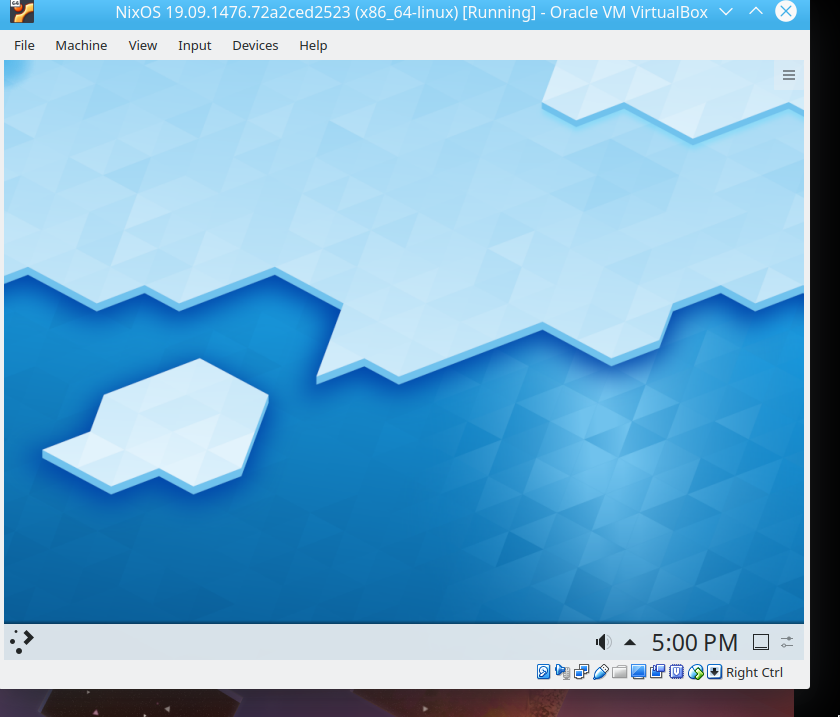 NixOS 19.09.1476.72a2ced2523 (x86_64-linux) [Running] - Oracle VM VirtualBox
File Machine View Input Devices Help
5:00 PM
Right Ctrl